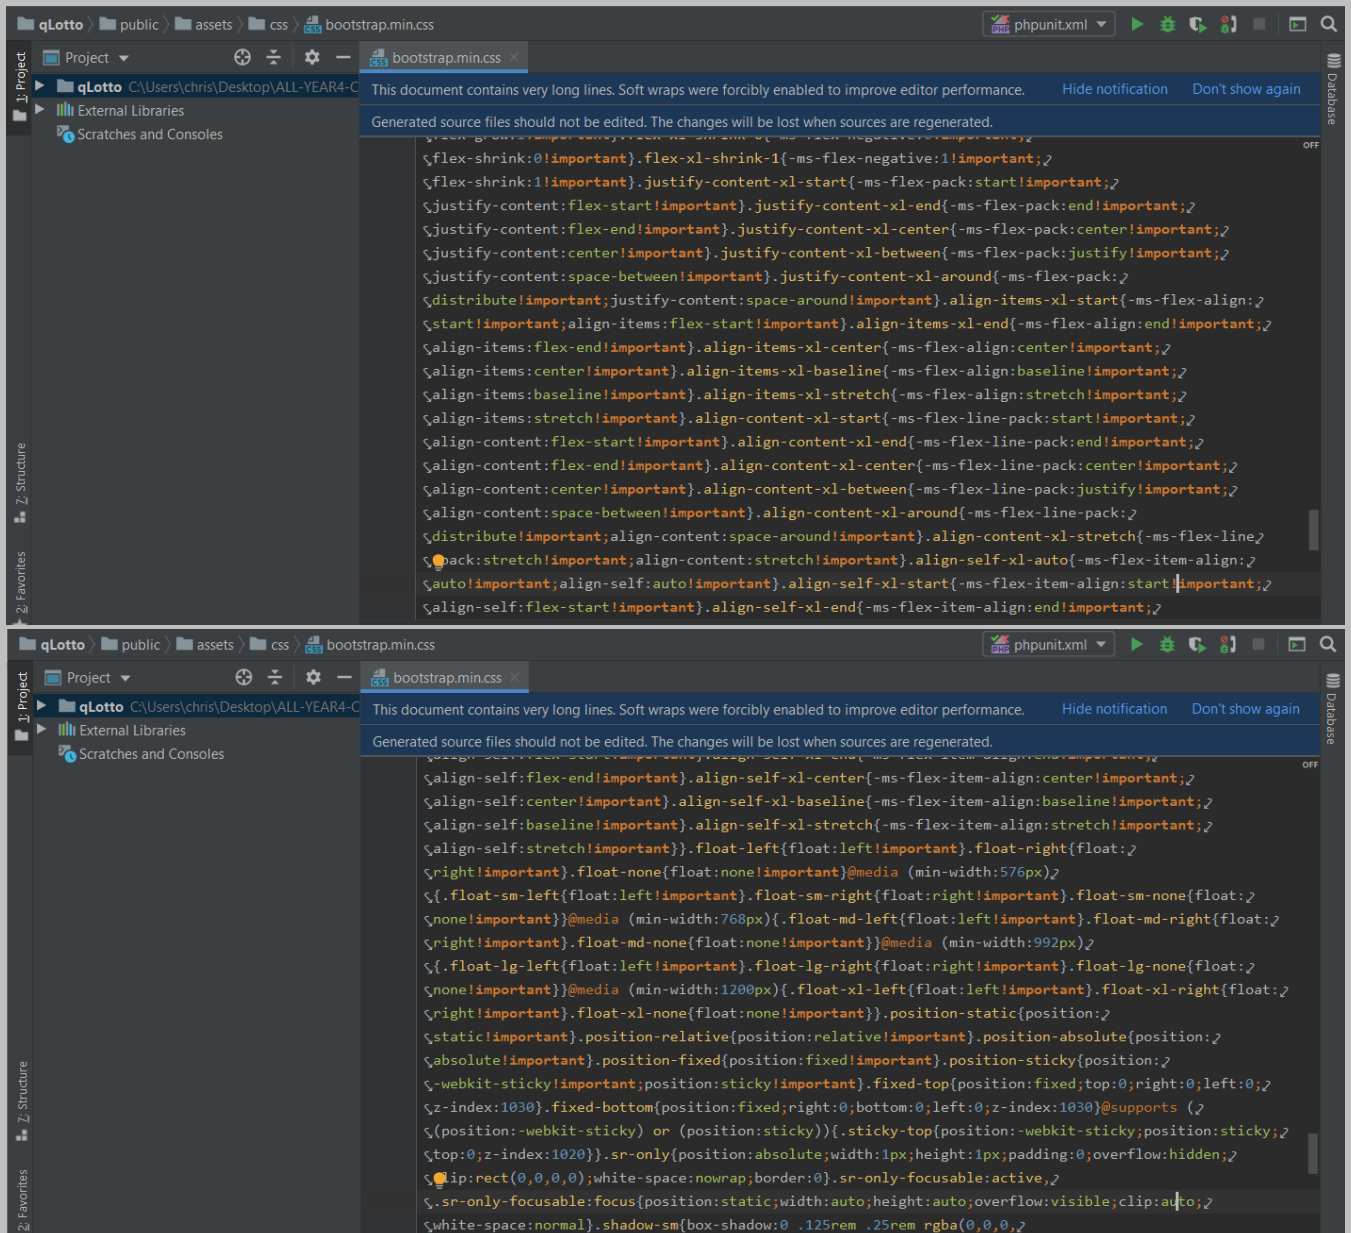 qLotto public assets css bootstrap.min.css phpunit.xml
Project bootstrap.min.css
1: Project
qLotto C:\Users\chris\Desktop\ALL-YEAR4-C
External Libraries
Scratches and Consoles
7: Structure
2: Favorites
Database
This document contains very long lines. Soft wraps were forcibly enabled to improve editor performance. Hide notification Don't show again
Generated source files should not be edited. The changes will be lost when sources are regenerated.
OFF
flex-shrink:0!important}.flex-xl-shrink-1{-ms-flex-negative:1!important;
flex-shrink:1!important}.justify-content-xl-start{-ms-flex-pack:start!important;
justify-content:flex-start!important}.justify-content-xl-end{-ms-flex-pack:end!important;
justify-content:flex-end!important}.justify-content-xl-center{-ms-flex-pack:center!important;
justify-content:center!important}.justify-content-xl-between{-ms-flex-pack:justify!important;
justify-content:space-between!important}.justify-content-xl-around{-ms-flex-pack:
distribute!important;justify-content:space-around!important}.align-items-xl-start{-ms-flex-align:
start!important;align-items:flex-start!important}.align-items-xl-end{-ms-flex-align:end!important;
align-items:flex-end!important}.align-items-xl-center{-ms-flex-align:center!important;
align-items:center!important}.align-items-xl-baseline{-ms-flex-align:baseline!important;
align-items:baseline!important}.align-items-xl-stretch{-ms-flex-align:stretch!important;
align-items:stretch!important}.align-content-xl-start{-ms-flex-line-pack:start!important;
align-content:flex-start!important}.align-content-xl-end{-ms-flex-line-pack:end!important;
align-content:flex-end!important}.align-content-xl-center{-ms-flex-line-pack:center!important;
align-content:center!important}.align-content-xl-between{-ms-flex-line-pack:justify!important;
align-content:space-between!important}.align-content-xl-around{-ms-flex-line-pack:
distribute!important;align-content:space-around!important}.align-content-xl-stretch{-ms-flex-line
pack:stretch!important;align-content:stretch!important}.align-self-xl-auto{-ms-flex-item-align:
auto!important;align-self:auto!important}.align-self-xl-start{-ms-flex-item-align:start!important;
align-self:flex-start!important}.align-self-xl-end{-ms-flex-item-align:end!important;
qLotto public assets css bootstrap.min.css phpunit.xml
Project bootstrap.min.css
1: Project
qLotto C:\Users\chris\Desktop\ALL-YEAR4-C
External Libraries
Scratches and Consoles
7: Structure
2: Favorites
Database
This document contains very long lines. Soft wraps were forcibly enabled to improve editor performance. Hide notification Don't show again
Generated source files should not be edited. The changes will be lost when sources are regenerated.
OFF
align-self:flex-end!important}.align-self-xl-center{-ms-flex-item-align:center!important;
align-self:center!important}.align-self-xl-baseline{-ms-flex-item-align:baseline!important;
align-self:baseline!important}.align-self-xl-stretch{-ms-flex-item-align:stretch!important;
align-self:stretch!important}}.float-left{float:left!important}.float-right{float:
right!important}.float-none{float:none!important}@media (min-width:576px)
{.float-sm-left{float:left!important}.float-sm-right{float:right!important}.float-sm-none{float:
none!important}}@media (min-width:768px){.float-md-left{float:left!important}.float-md-right{float:
right!important}.float-md-none{float:none!important}}@media (min-width:992px)
{.float-lg-left{float:left!important}.float-lg-right{float:right!important}.float-lg-none{float:
none!important}}@media (min-width:1200px){.float-xl-left{float:left!important}.float-xl-right{float:
right!important}.float-xl-none{float:none!important}}.position-static{position:
static!important}.position-relative{position:relative!important}.position-absolute{position:
absolute!important}.position-fixed{position:fixed!important}.position-sticky{position:
-webkit-sticky!important;position:sticky!important}.fixed-top{position:fixed;top:0;right:0;left:0;
z-index:1030}.fixed-bottom{position:fixed;right:0;bottom:0;left:0;z-index:1030}@supports (
(position:-webkit-sticky) or (position:sticky)){.sticky-top{position:-webkit-sticky;position:sticky;
top:0;z-index:1020}}.sr-only{position:absolute;width:1px;height:1px;padding:0;overflow:hidden;
lip:rect(0,0,0,0);white-space:nowrap;border:0}.sr-only-focusable:active,
.sr-only-focusable:focus{position:static;width:auto;height:auto;overflow:visible;clip:auto;
white-space:normal}.shadow-sm{box-shadow:0 .125rem .25rem rgba(0,0,0,